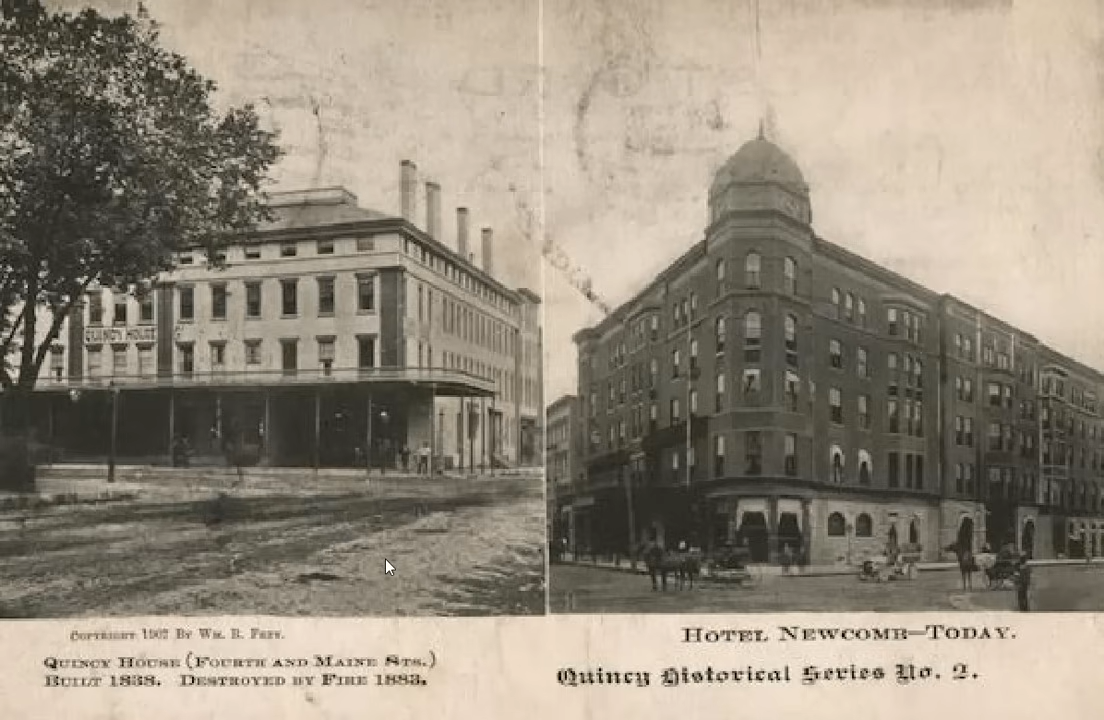 QUINCY HOUSE
COPYRIGHT 1907 BY WM. R. FREY.
QUINCY HOUSE (FOURTH AND MAINE STS.)
BUILT 1838. DESTROYED BY FIRE 1883.
HOTEL NEWCOMB—TODAY.
Quincy Historical Series No. 2.